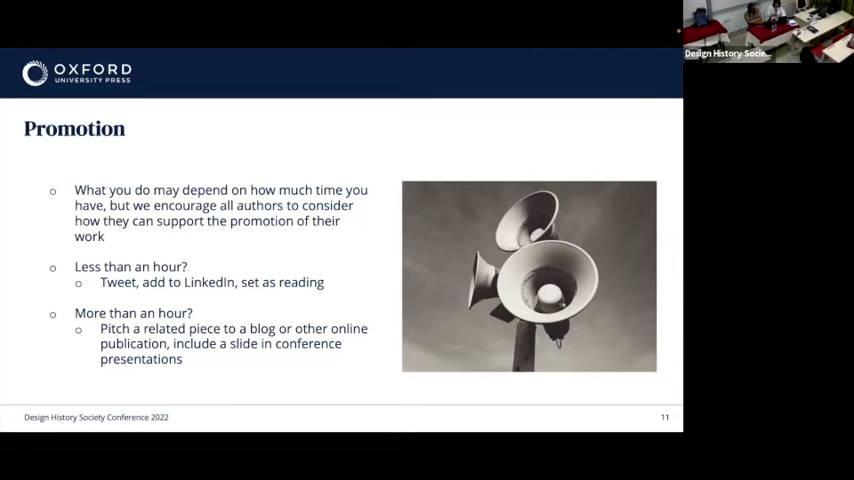 OXFORD
UNIVERSITY PRESS
Design History Socie...
Promotion
What you do may depend on how much time you
have, but we encourage all authors to consider
how they can support the promotion of their
work
Less than an hour?
Tweet, add to LinkedIn, set as reading
More than an hour?
Pitch a related piece to a blog or other online
publication, include a slide in conference
presentations
Design History Society Conference 2022
11